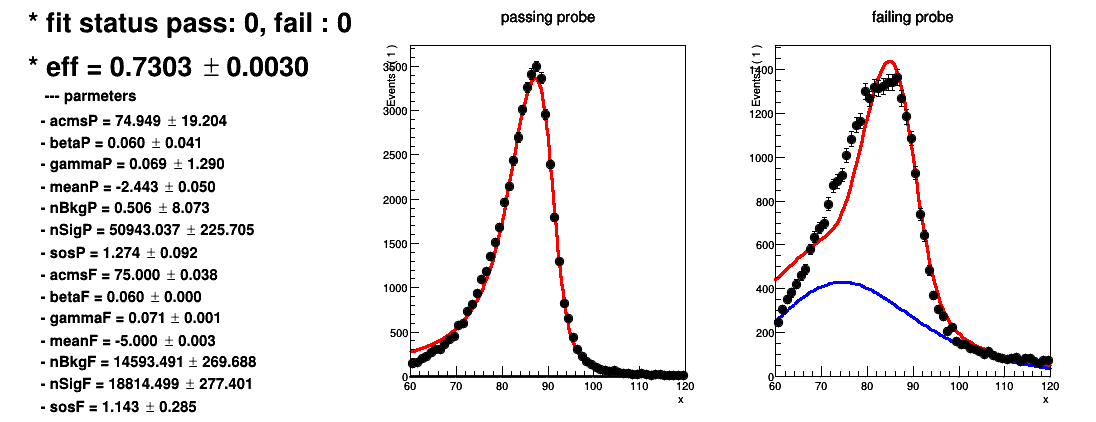 * fit status pass: 0, fail : 0
* eff = 0.7303 ± 0.0030
--- parmeters
- acmsP = 74.949 ± 19.204
- betaP = 0.060 ± 0.041
- gammaP = 0.069 ± 1.290
- meanP = -2.443 ± 0.050
- nBkgP = 0.506 ± 8.073
- nSigP = 50943.037 ± 225.705
- sosP = 1.274 ± 0.092
- acmsF = 75.000 ± 0.038
- betaF = 0.060 ± 0.000
- gammaF = 0.071 ± 0.001
- meanF = -5.000 ± 0.003
- nBkgF = 14593.491 ± 269.688
- nSigF = 18814.499 ± 277.401
- sosF = 1.143 ± 0.285
passing probe
Events / ( 1 )
3500
3000
2500
2000
1500
1000
500
0
60 70 80 90 100 110 120
x
failing probe
Events / ( 1 )
1400
1200
1000
800
600
400
200
0
60 70 80 90 100 110 120
x